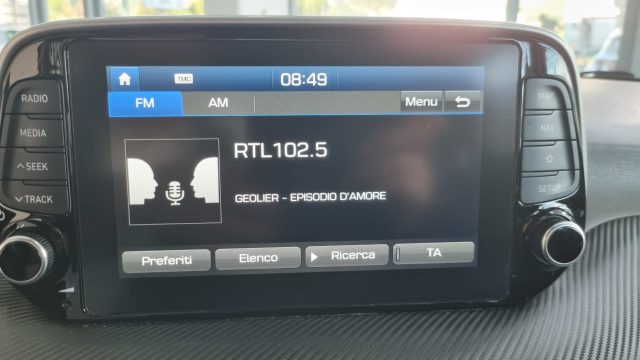 TMC
08:49
FM AM Menu
RADIO
MEDIA
SEEK
TRACK
RTL102.5
GEOLIER - EPISODIO D'AMORE
Preferiti Elenco Ricerca TA
NAV
SETUP